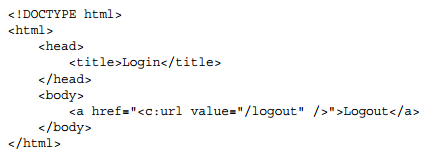 <!DOCTYPE html>
<html>
    <head>
        <title>Login</title>
    </head>
    <body>
        <a href="<c:url value="/logout" />">Logout</a>
    </body>
</html>